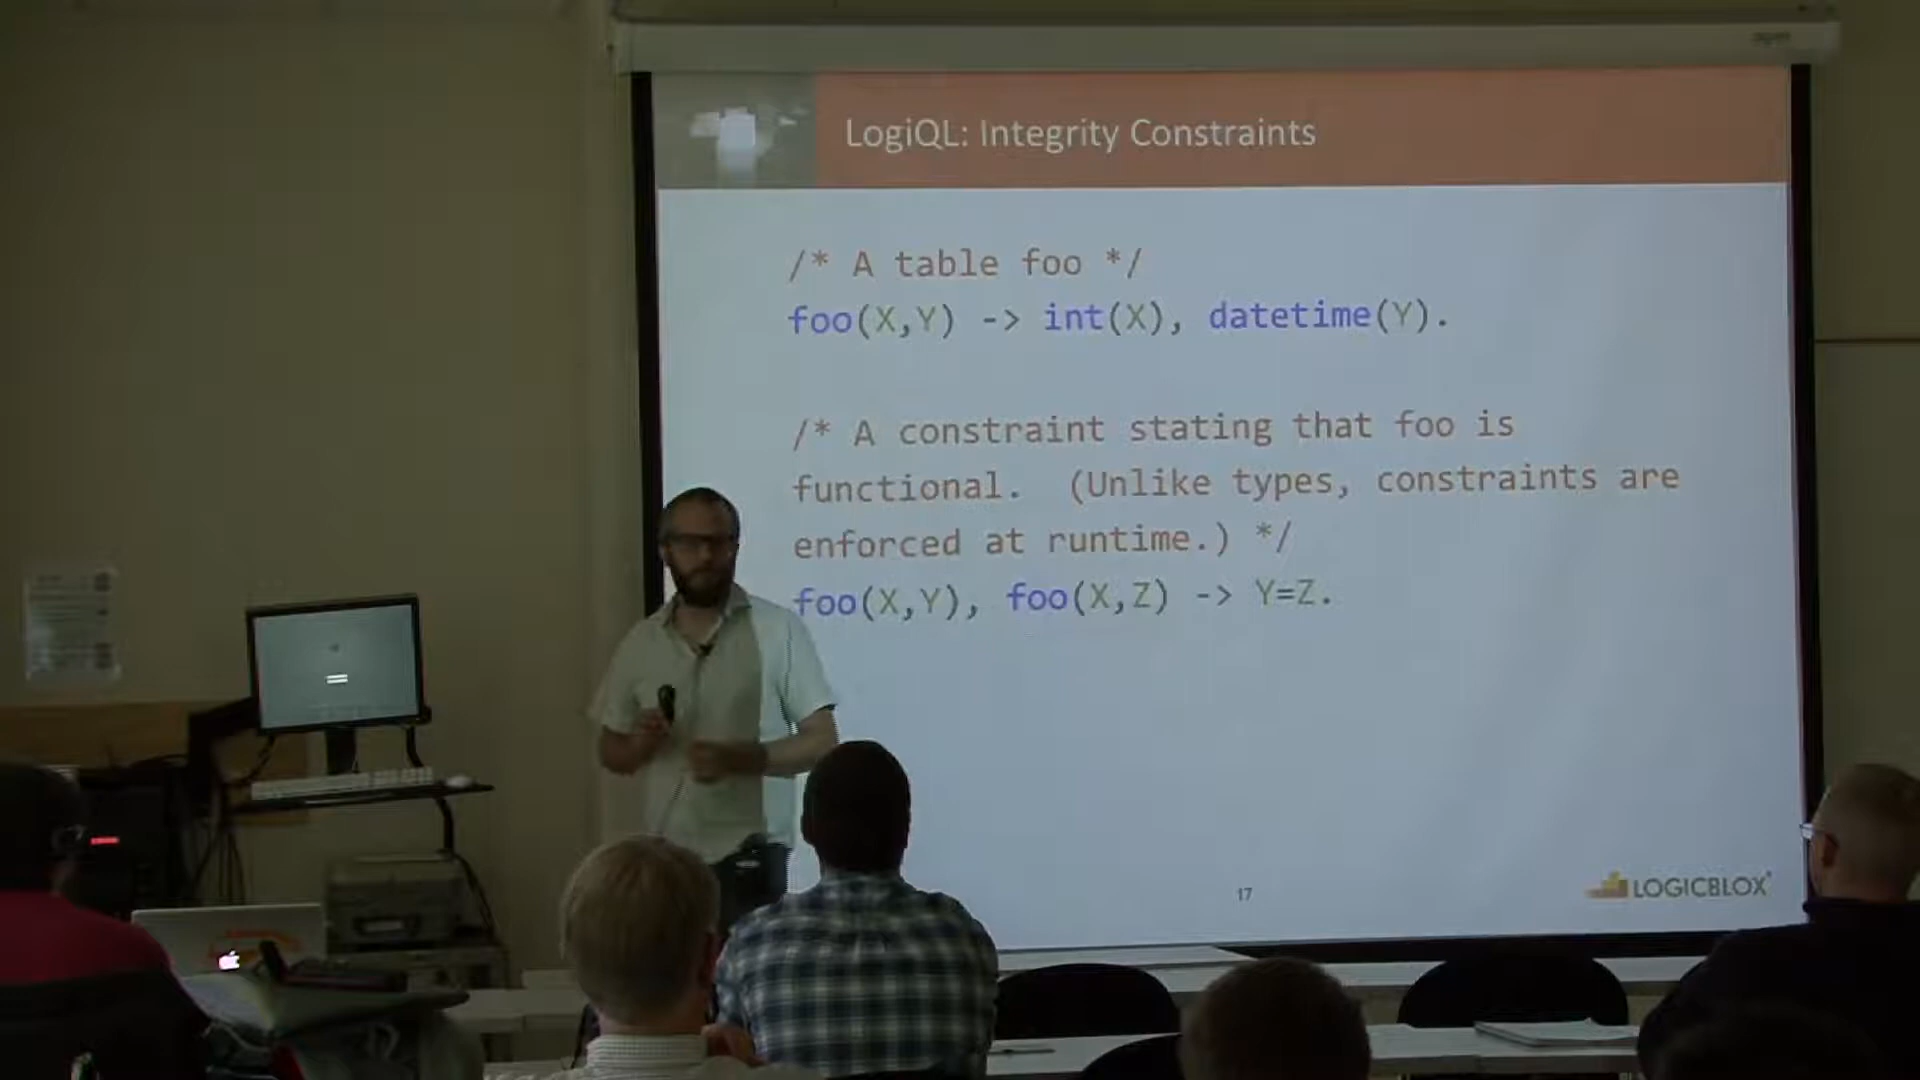 LogiQL: Integrity Constraints
/* A table foo */
foo(X,Y) -> int(X), datetime(Y).
/* A constraint stating that foo is
functional. (Unlike types, constraints are
enforced at runtime.) */
foo(X,Y), foo(X,Z) -> Y=Z.
17
LOGICBLOX